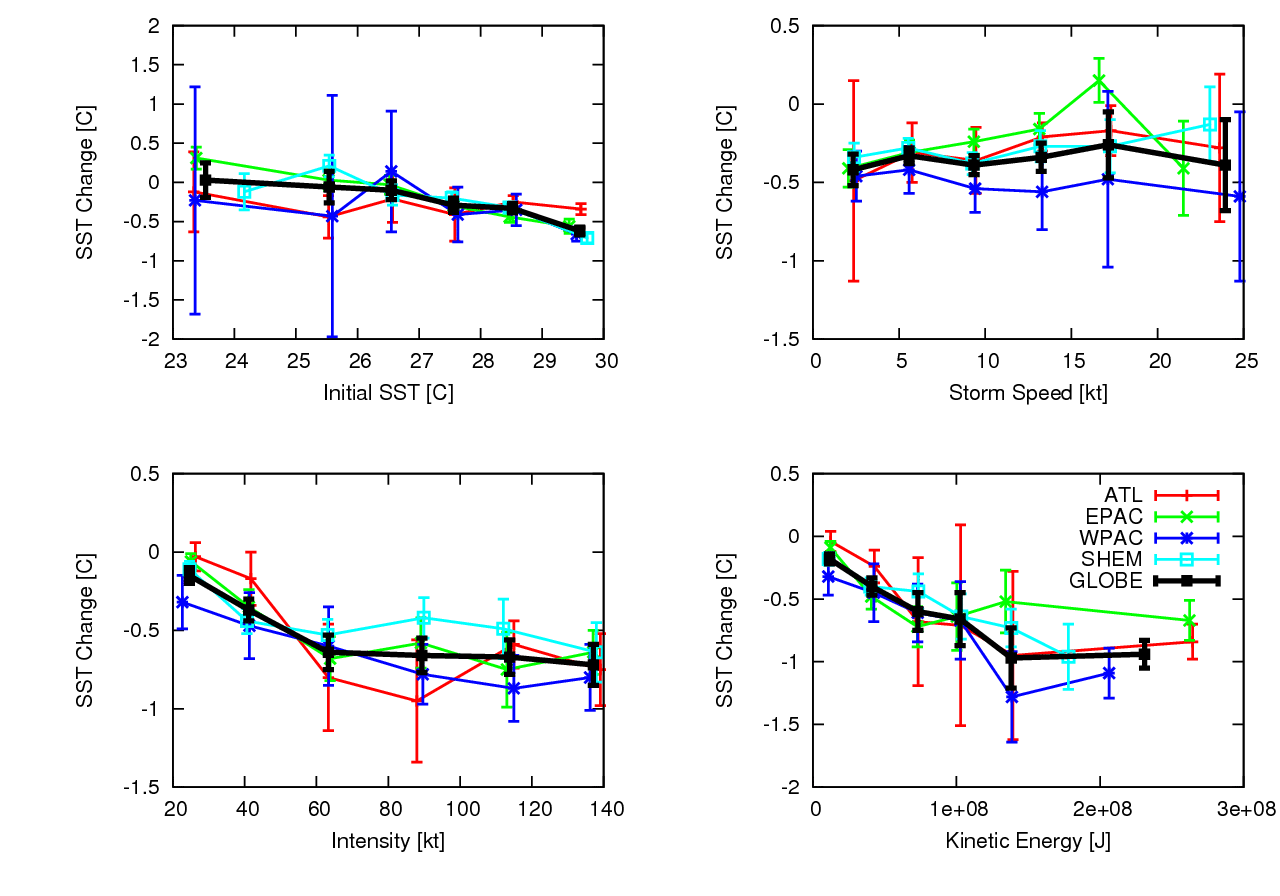 2
1.5
1
0.5
0
-0.5
-1
-1.5
-2
SST Change [C]
23 24 25 26 27 28 29 30
Initial SST [C]
0.5
0
-0.5
-1
-1.5
SST Change [C]
0 5 10 15 20 25
Storm Speed [kt]
0.5
0
-0.5
-1
-1.5
SST Change [C]
20 40 60 80 100 120 140
Intensity [kt]
0.5
0
-0.5
-1
-1.5
-2
SST Change [C]
ATL
EPAC
WPAC
SHEM
GLOBE
0 1e+08 2e+08 3e+08
Kinetic Energy [J]